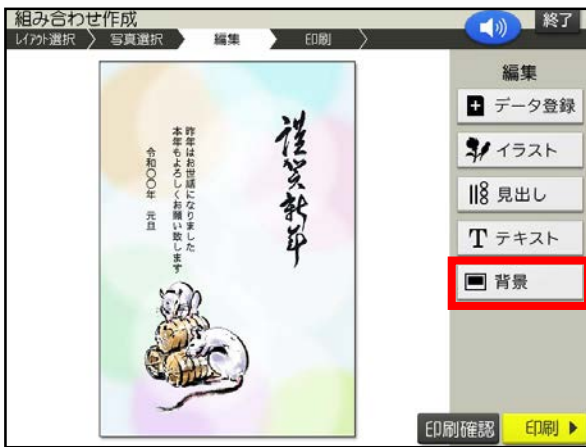 組み合わせ作成
終了
レイアウト選択
写真選択
編集
印刷
編集
データ登録
イラスト
見出し
T テキスト
背景
謹賀新年
昨年はお世話になりました
本年もよろしくお願い致します
令和〇〇年 元旦
印刷確認
印刷